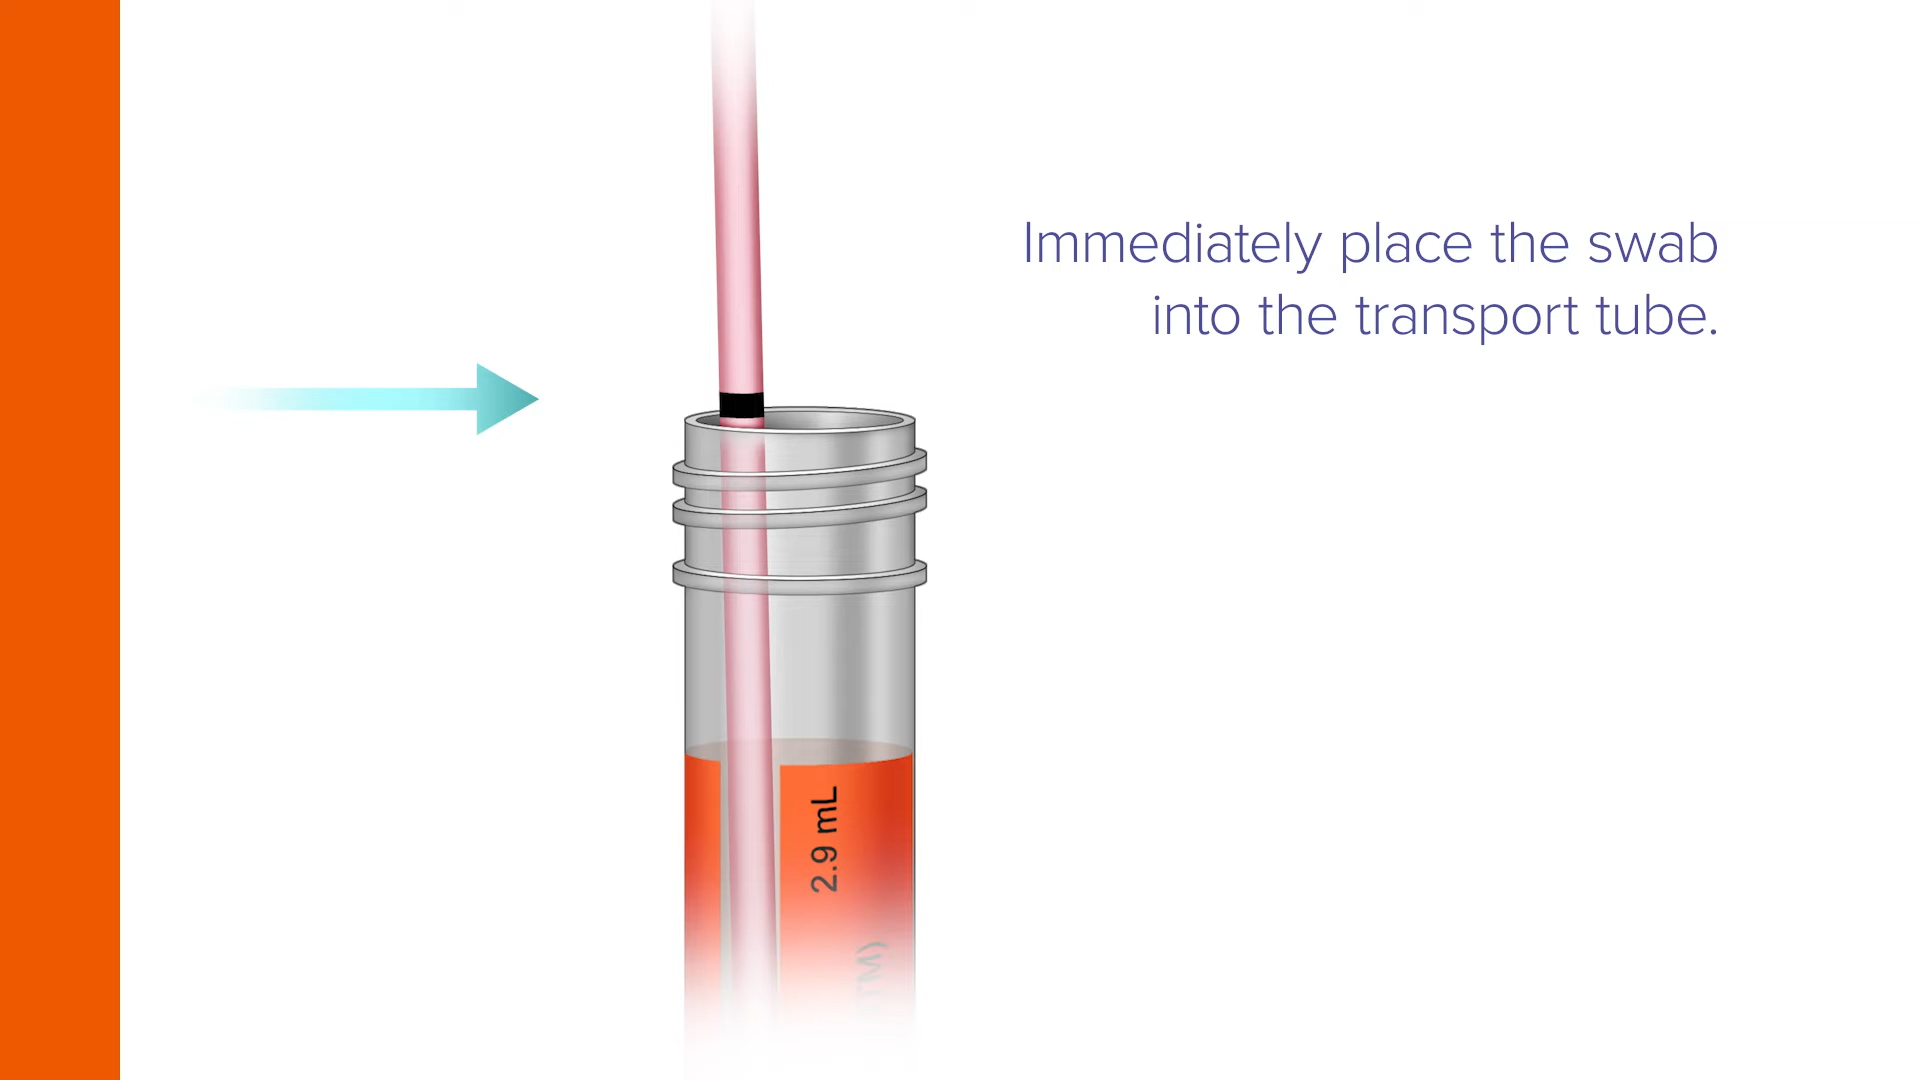 Immediately place the swab
into the transport tube.
2.9 mL